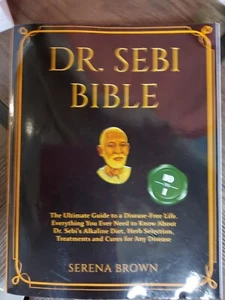 DR. SEBI
BIBLE
The Ultimate Guide to a Disease-Free Life.
Everything You Ever Need to Know About
Dr. Sebi's Alkaline Diet, Herb Selection,
Treatments and Cures for Any Disease
SERENA BROWN